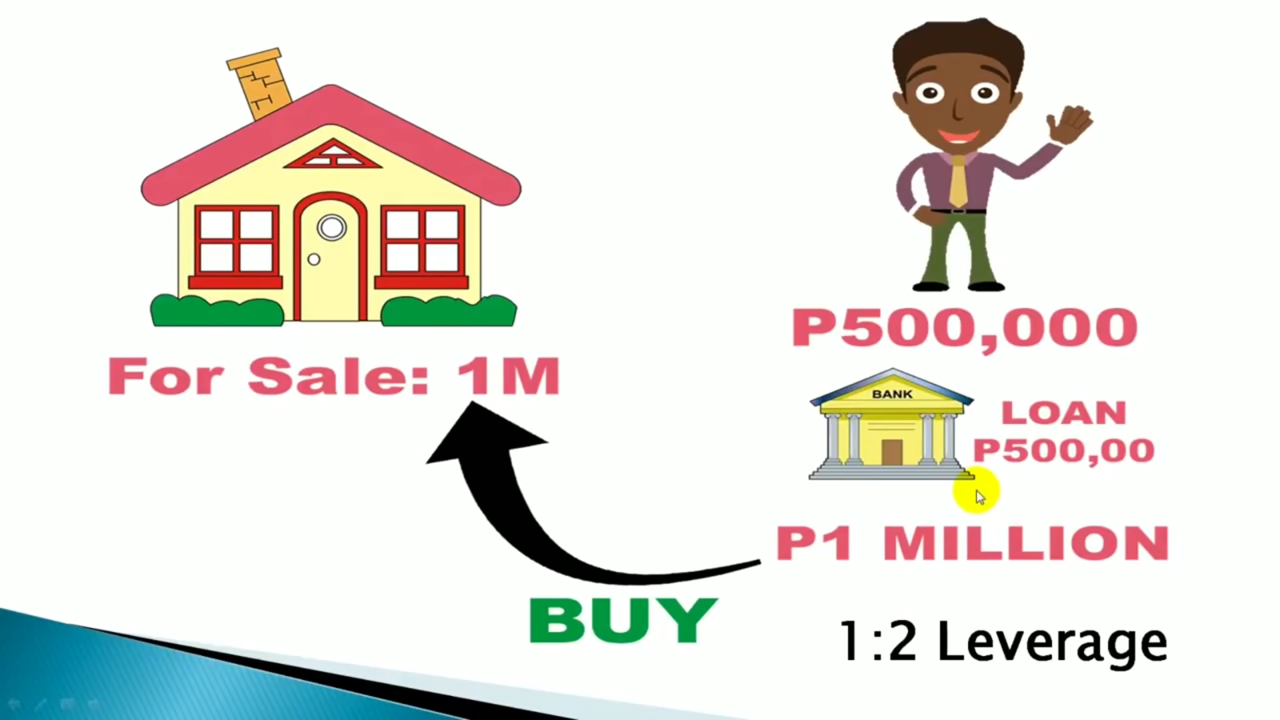 P500,000
For Sale: 1M
BANK
LOAN
P500,00
P1 MILLION
BUY
1:2 Leverage